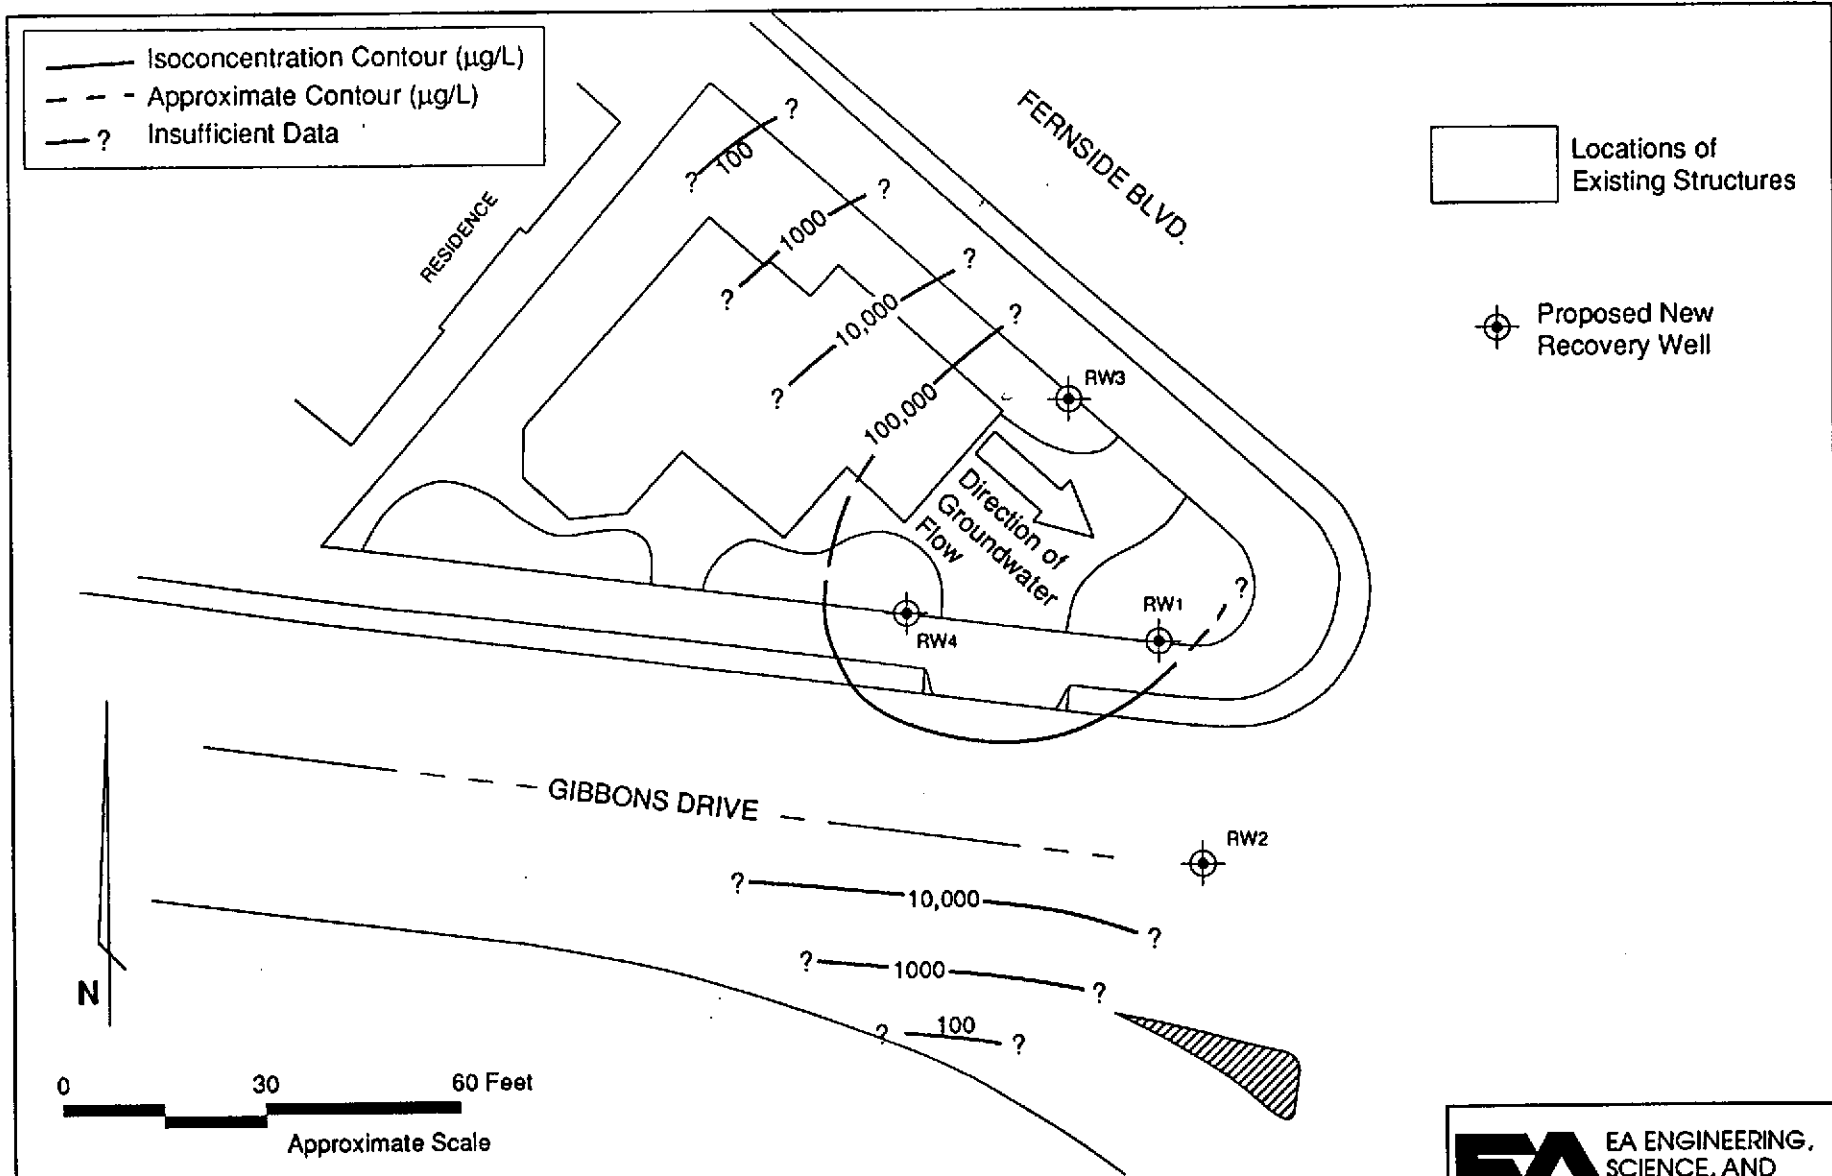 Isoconcentration Contour (µg/L)
Approximate Contour (µg/L)
? Insufficient Data
FERNSIDE BLVD.
Locations of
Existing Structures
RESIDENCE
Proposed New
Recovery Well
? 100 ?
? 1000 ?
? 10,000 ?
100,000 ?
RW3
Direction of
Groundwater
Flow
?
RW1
RW4
GIBBONS DRIVE
RW2
? 10,000 ?
? 1000 ?
? 100 ?
N
0 30 60 Feet
Approximate Scale
EA
EA ENGINEERING,
SCIENCE, AND